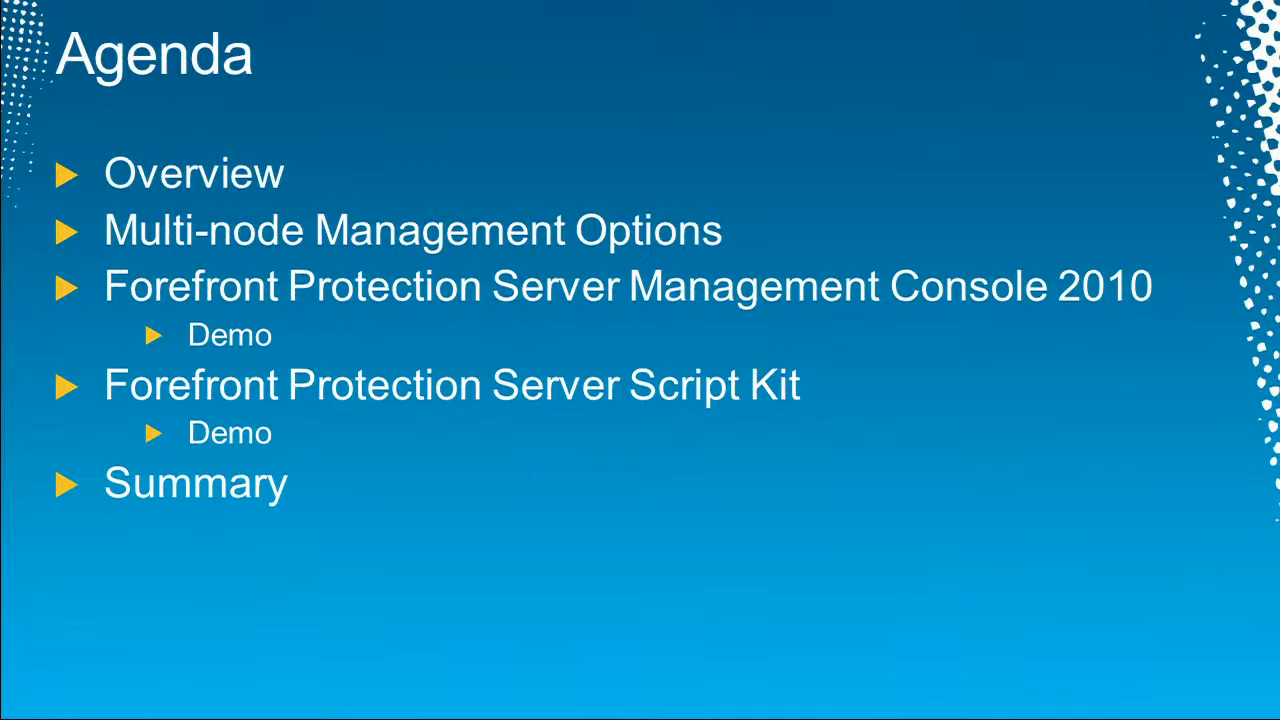 Agenda
Overview
Multi-node Management Options
Forefront Protection Server Management Console 2010
Demo
Forefront Protection Server Script Kit
Demo
Summary